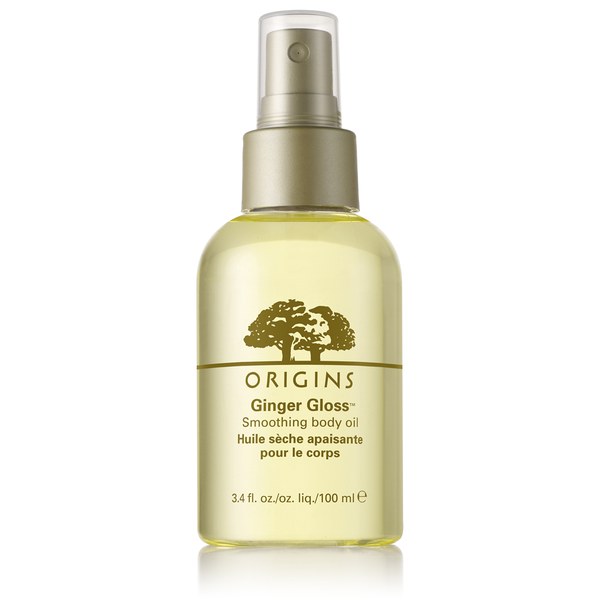 ORIGINS
Ginger Gloss™
Smoothing body oil
Huile sèche apaisante
pour le corps
3.4 fl. oz./oz. liq./100 ml ℮